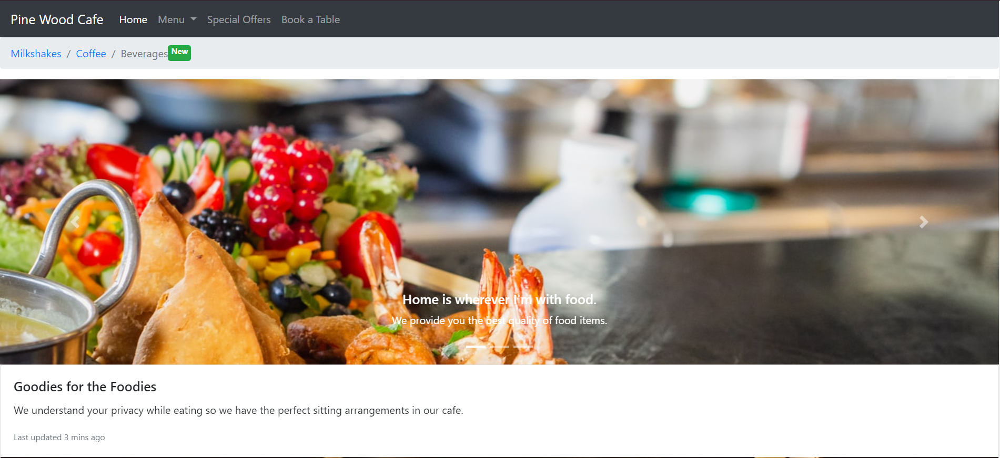 Pine Wood Cafe Home Menu Special Offers Book a Table
Milkshakes / Coffee / Beverages New
Home is wherever I'm with food.
We provide you the best quality of food items.
Goodies for the Foodies
We understand your privacy while eating so we have the perfect sitting arrangements in our cafe.
Last updated 3 mins ago